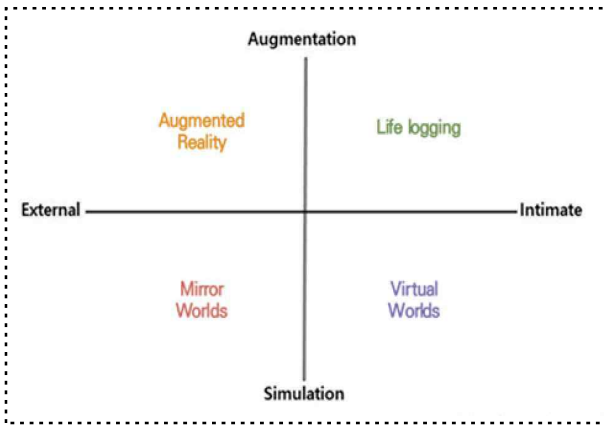 Augmentation
Augmented
Reality
Life logging
External
Intimate
Mirror
Worlds
Virtual
Worlds
Simulation